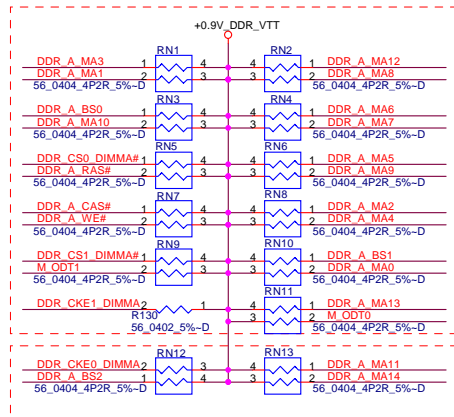 +0.9V_DDR_VTT
RN1 RN2
DDR_A_MA3 1 4 4 1 DDR_A_MA12
DDR_A_MA1 2 3 3 2 DDR_A_MA8
56_0404_4P2R_5%~D 56_0404_4P2R_5%~D
RN3 RN4
DDR_A_BS0 1 4 4 1 DDR_A_MA6
DDR_A_MA10 2 3 3 2 DDR_A_MA7
56_0404_4P2R_5%~D 56_0404_4P2R_5%~D
RN5 RN6
DDR_CS0_DIMMA# 1 4 4 1 DDR_A_MA5
DDR_A_RAS# 2 3 3 2 DDR_A_MA9
56_0404_4P2R_5%~D 56_0404_4P2R_5%~D
RN7 RN8
DDR_A_CAS# 1 4 4 1 DDR_A_MA2
DDR_A_WE# 2 3 3 2 DDR_A_MA4
56_0404_4P2R_5%~D 56_0404_4P2R_5%~D
RN9 RN10
DDR_CS1_DIMMA# 1 4 4 1 DDR_A_BS1
M_ODT1 2 3 3 2 DDR_A_MA0
56_0404_4P2R_5%~D 56_0404_4P2R_5%~D
RN11
DDR_CKE1_DIMMA 2 1 4 1 DDR_A_MA13
R130 3 2 M_ODT0
56_0402_5%~D 56_0404_4P2R_5%~D
RN12 RN13
DDR_CKE0_DIMMA 2 3 4 1 DDR_A_MA11
DDR_A_BS2 1 4 3 2 DDR_A_MA14
56_0404_4P2R_5%~D 56_0404_4P2R_5%~D